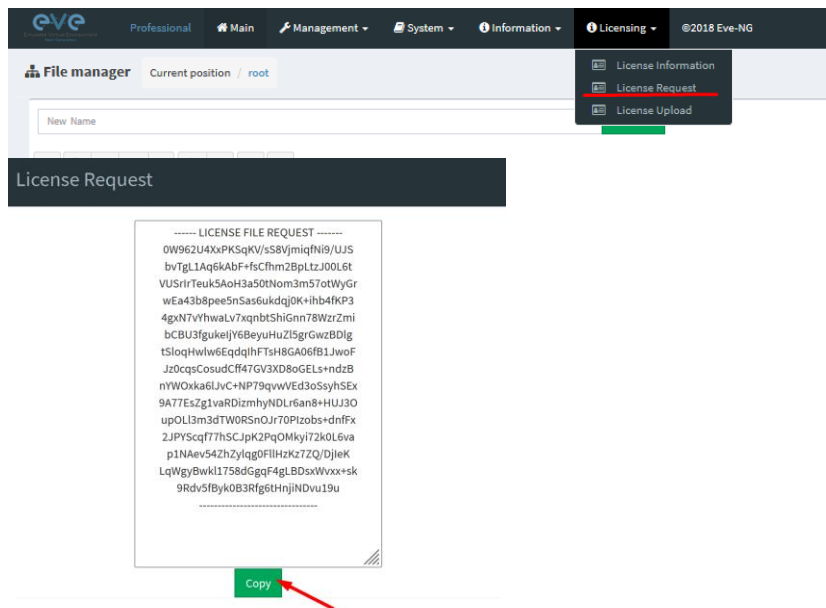 eve
Professional
Main
Management
System
Information
Licensing
©2018 Eve-NG
File manager
Current position / root
License Information
License Request
License Upload
New Name
License Request
------ LICENSE FILE REQUEST -------
0W962U4XxPKSqKV/sS8VjmiqfNi9/UJS
bvTgL1Aq6kAbF+fsCfhm2BpLtzJ00L6t
VUSrIrTeuk5AoH3a50tNom3m57otWyGr
wEa43b8pee5nSas6ukdqj0K+ihb4fKP3
4gxN7vYhwaLv7xqnbtShiGnn78WzrZmi
bCBU3fgukeIjY6BeyuHuZl5grGwzBDlg
tSloqHwlw6EqdqIhFTsH8GA06fB1JwoF
Jz0cqsCosudCff47GV3XD8oGELs+ndzB
nYWOxka6lJvC+NP79qvwVEd3oSsyhSEx
9A77EsZg1vaRDizmhyNDLr6an8+HUJ3O
upOLl3m3dTW0RSnOJr70PIzobs+dnfFx
2JPYScqf77hSCJpK2PqOMkyi72k0L6va
p1NAev54ZhZylqg0FllHzKz7ZQ/DjIeK
LqWgyBwkl1758dGgqF4gLBDsxWvxx+sk
9Rdv5fByk0B3Rfg6tHnjiNDvu19u
--------------------------------
Copy